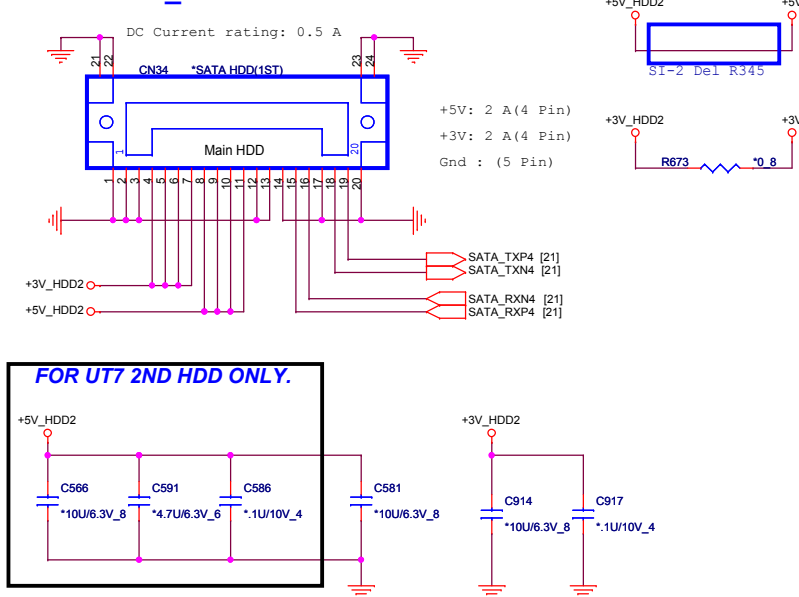 +5V_HDD2
+5V
DC Current rating: 0.5 A
SI-2 Del R345
21
22
23
24
CN34 *SATA HDD(1ST)
+5V: 2 A(4 Pin)
+3V: 2 A(4 Pin)
Gnd : (5 Pin)
+3V_HDD2
+3V
R673
*0_8
Main HDD
1
20
1
2
3
4
5
6
7
8
9
10
11
12
13
14
15
16
17
18
19
20
SATA_TXP4 [21]
SATA_TXN4 [21]
+3V_HDD2
SATA_RXN4 [21]
+5V_HDD2
SATA_RXP4 [21]
FOR UT7 2ND HDD ONLY.
+5V_HDD2
+3V_HDD2
C566
*10U/6.3V_8
C591
*4.7U/6.3V_6
C586
*.1U/10V_4
C581
*10U/6.3V_8
C914
*10U/6.3V_8
C917
*.1U/10V_4